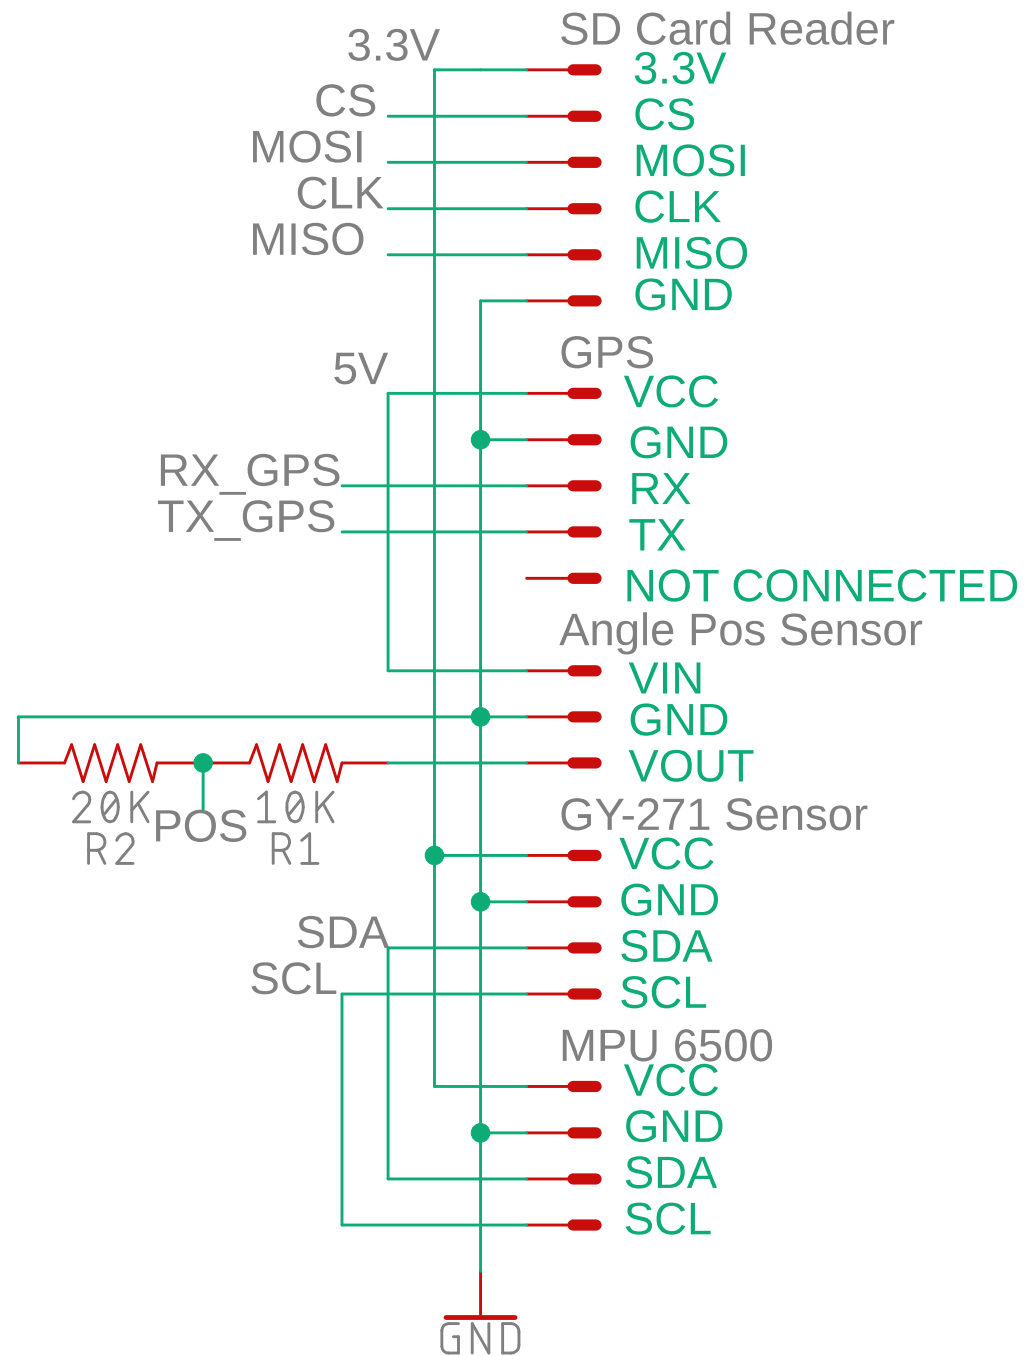 SD Card Reader
3.3V
3.3V
CS
CS
MOSI
MOSI
CLK
CLK
MISO
MISO
GND
GPS
5V
VCC
GND
RX_GPS
RX
TX_GPS
TX
NOT CONNECTED
Angle Pos Sensor
VIN
GND
VOUT
20K
POS
10K
R2
R1
GY-271 Sensor
VCC
GND
SDA
SDA
SCL
SCL
MPU 6500
VCC
GND
SDA
SCL
GND